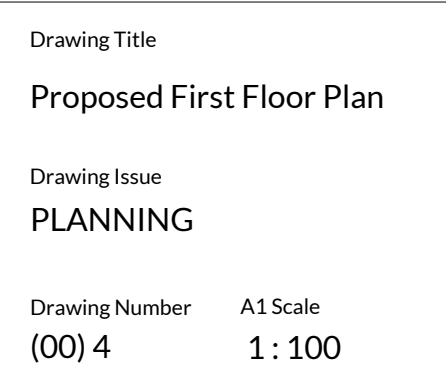 Drawing Title
Proposed First Floor Plan
Drawing Issue
PLANNING
Drawing Number A1 Scale
(00) 4 1 : 100